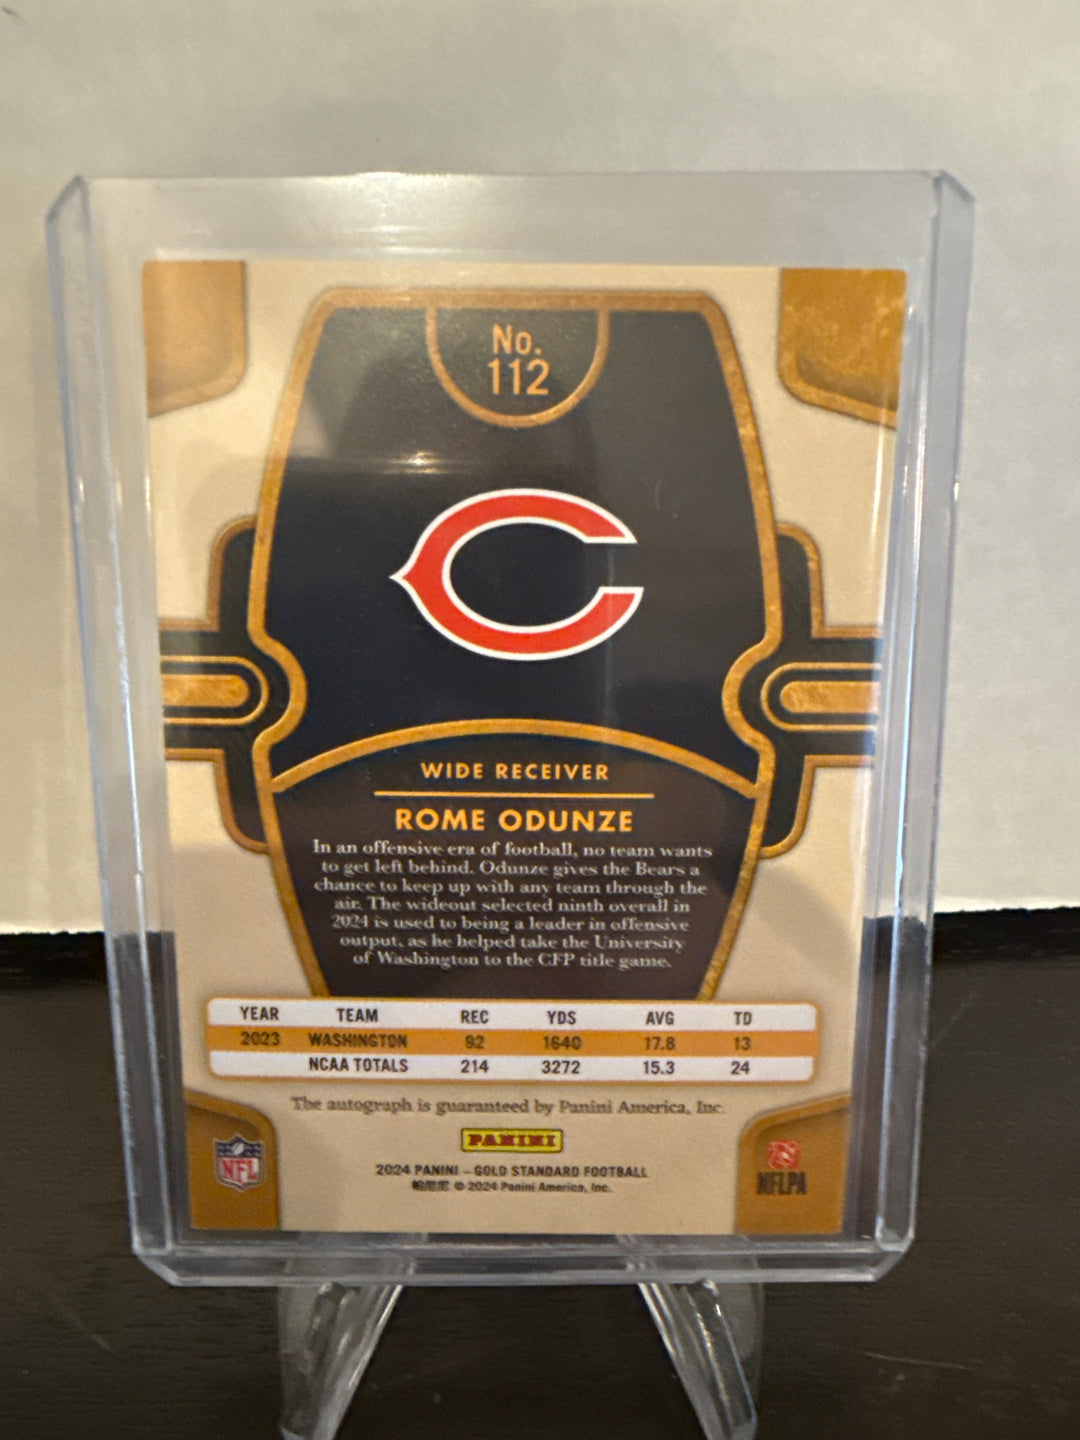 No.
112
WIDE RECEIVER
ROME ODUNZE
In an offensive era of football, no team wants
to get left behind. Odunze gives the Bears a
chance to keep up with any team through the
air. The wideout selected ninth overall in
2024 is used to being a leader in offensive
output, as he helped take the University
of Washington to the CFP title game.
YEAR TEAM REC YDS AVG TD
2023 WASHINGTON 92 1640 17.8 13
NCAA TOTALS 214 3272 15.3 24
The autograph is guaranteed by Panini America, Inc.
NFL
PANINI
NFLPA
2024 PANINI – GOLD STANDARD FOOTBALL
帕尼尼 © 2024 Panini America, Inc.